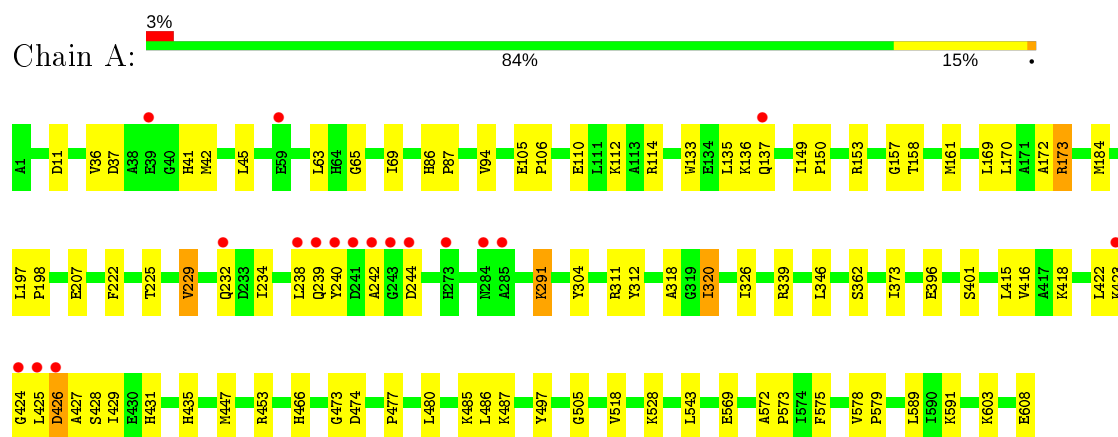 3%
Chain A:
84% 15% •
A1 D11 V36 D37 A38 E39 G40 H41 M42 L45 E59 L63 H64 G65 I69 H86 P87 V94 E105 P106 E110 L111 K112 A113 R114 W133 E134 L135 K136 Q137 I149 P150 R153 G157 T158 M161 L169 L170 A171 A172 R173 M184
L197 P198 E207 F222 T225 V229 Q232 D233 I234 L238 Q239 Y240 D241 A242 G243 D244 H273 N284 A285 K291 Y304 R311 Y312 A318 G319 I320 I326 R339 L346 S362 I373 E396 S401 L415 V416 A417 K418 L422 K423
G424 L425 D426 A427 S428 I429 E430 H431 H435 M447 R453 H466 G473 D474 P477 L480 K485 L486 K487 Y497 G505 V518 K528 L543 E569 A572 P573 I574 F575 V578 P579 L589 I590 K591 K603 E608